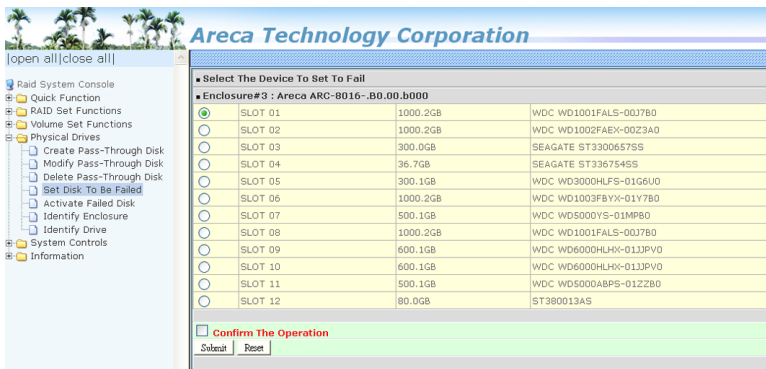 Areca Technology Corporation
|open all|close all|
Raid System Console
Quick Function
RAID Set Functions
Volume Set Functions
Physical Drives
Create Pass-Through Disk
Modify Pass-Through Disk
Delete Pass-Through Disk
Set Disk To Be Failed
Activate Failed Disk
Identify Enclosure
Identify Drive
System Controls
Information
Select The Device To Set To Fail
Enclosure#3 : Areca ARC-8016-.B0.00.b000
SLOT 01 1000.2GB WDC WD1001FALS-00J7B0
SLOT 02 1000.2GB WDC WD1002FAEX-00Z3A0
SLOT 03 300.0GB SEAGATE ST3300657SS
SLOT 04 36.7GB SEAGATE ST336754SS
SLOT 05 300.1GB WDC WD3000HLFS-01G6U0
SLOT 06 1000.2GB WDC WD1003FBYX-01Y7B0
SLOT 07 500.1GB WDC WD5000YS-01MPB0
SLOT 08 1000.2GB WDC WD1001FALS-00J7B0
SLOT 09 600.1GB WDC WD6000HLHX-01JJPV0
SLOT 10 600.1GB WDC WD6000HLHX-01JJPV0
SLOT 11 500.1GB WDC WD5000ABPS-01ZZB0
SLOT 12 80.0GB ST380013AS
Confirm The Operation
Submit Reset